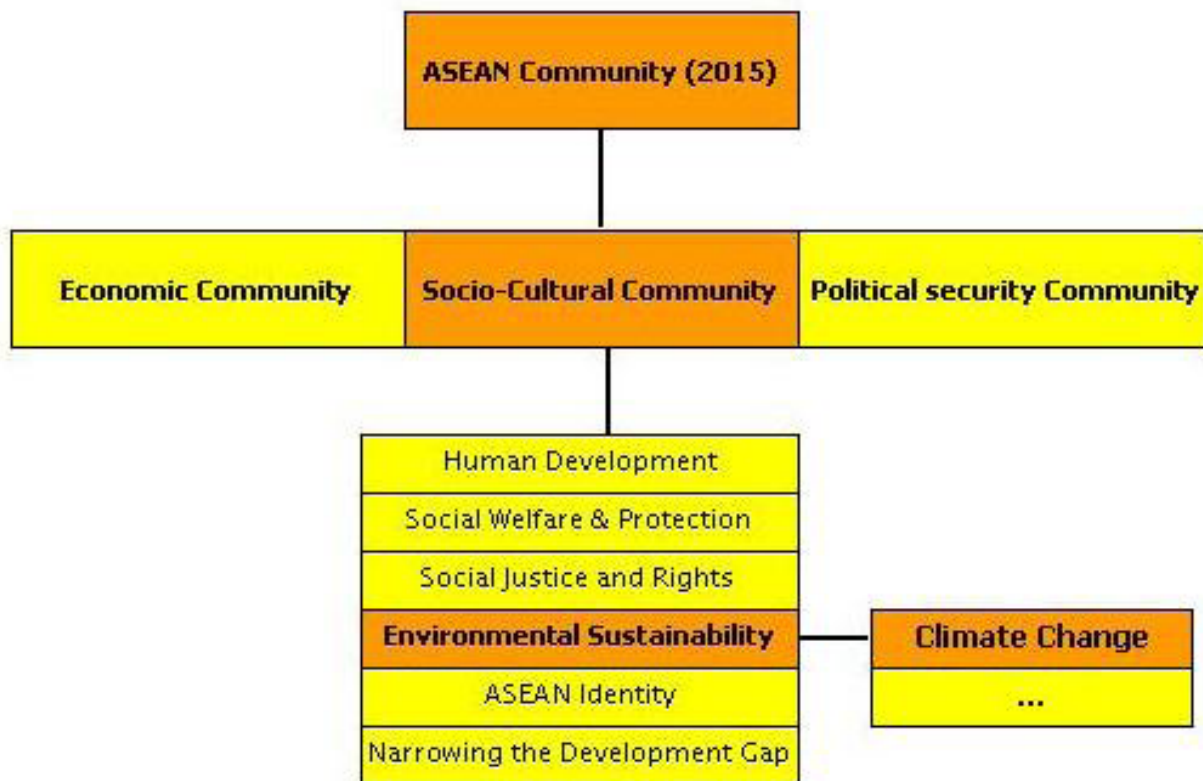 ASEAN Community (2015)
Economic Community
Socio-Cultural Community
Political security Community
Human Development
Social Welfare & Protection
Social Justice and Rights
Environmental Sustainability
Climate Change
...
ASEAN Identity
Narrowing the Development Gap